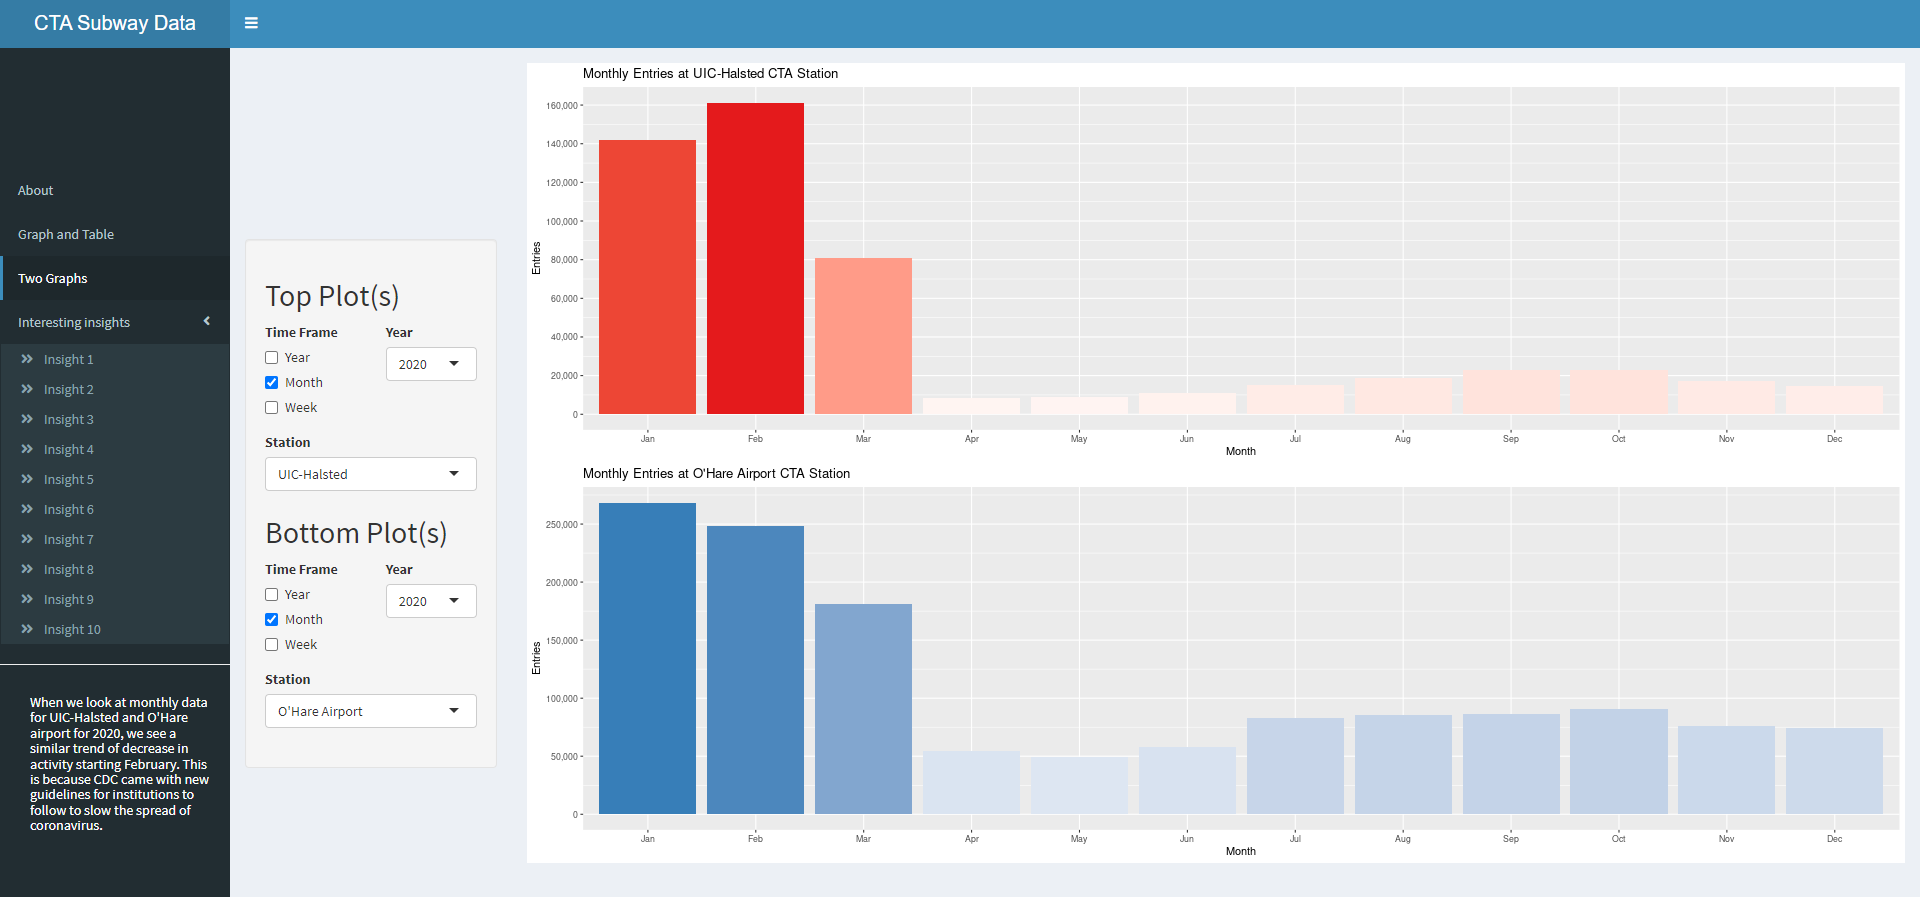 CTA Subway Data
About
Graph and Table
Two Graphs
Interesting insights
Insight 1
Insight 2
Insight 3
Insight 4
Insight 5
Insight 6
Insight 7
Insight 8
Insight 9
Insight 10
When we look at monthly data
for UIC-Halsted and O'Hare
airport for 2020, we see a
similar trend of decrease in
activity starting February. This
is because CDC came with new
guidelines for institutions to
follow to slow the spread of
coronavirus.
Top Plot(s)
Time Frame Year
Year 2020
Month
Week
Station
UIC-Halsted
Bottom Plot(s)
Time Frame Year
Year 2020
Month
Week
Station
O'Hare Airport
Monthly Entries at UIC-Halsted CTA Station
Entries
160,000
140,000
120,000
100,000
80,000
60,000
40,000
20,000
0
Jan Feb Mar Apr May Jun Jul Aug Sep Oct Nov Dec
Month
Monthly Entries at O'Hare Airport CTA Station
Entries
250,000
200,000
150,000
100,000
50,000
0
Jan Feb Mar Apr May Jun Jul Aug Sep Oct Nov Dec
Month